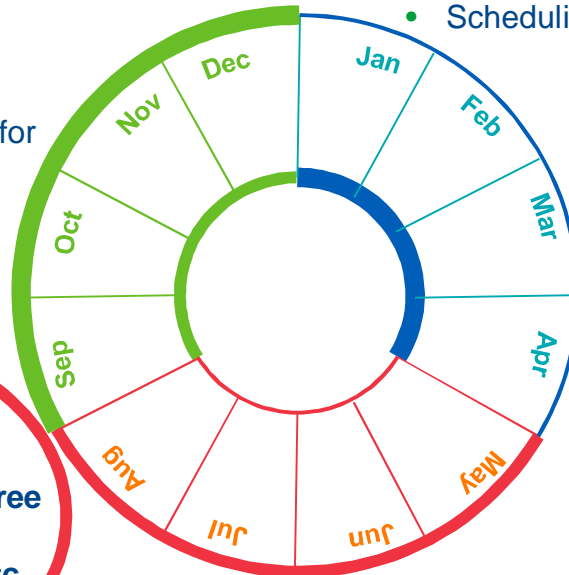 • Scheduli
Jan
Feb
Mar
Apr
May
Jun
Jul
Aug
Sep
Oct
Nov
Dec
for
ree